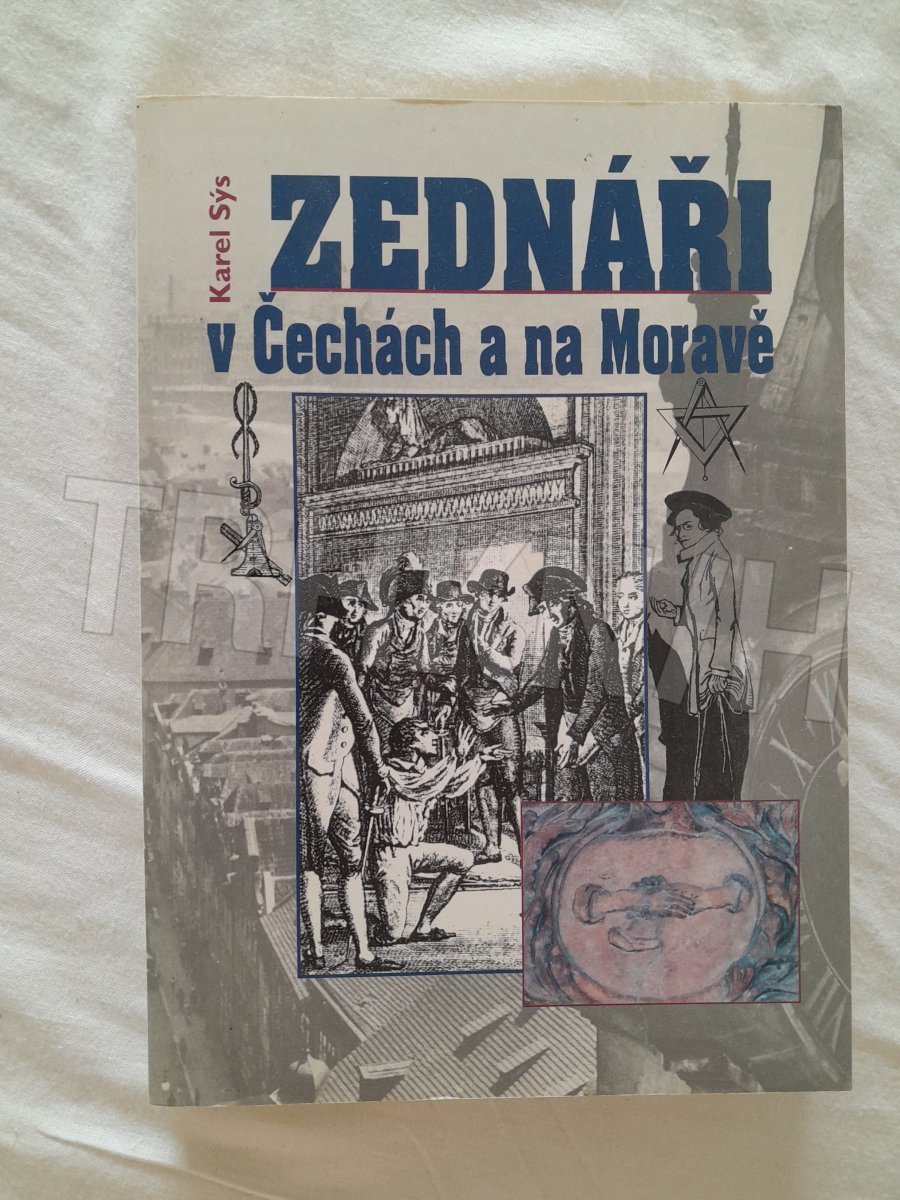 Karel Sýs
ZEDNÁŘI
v Čechách a na Moravě